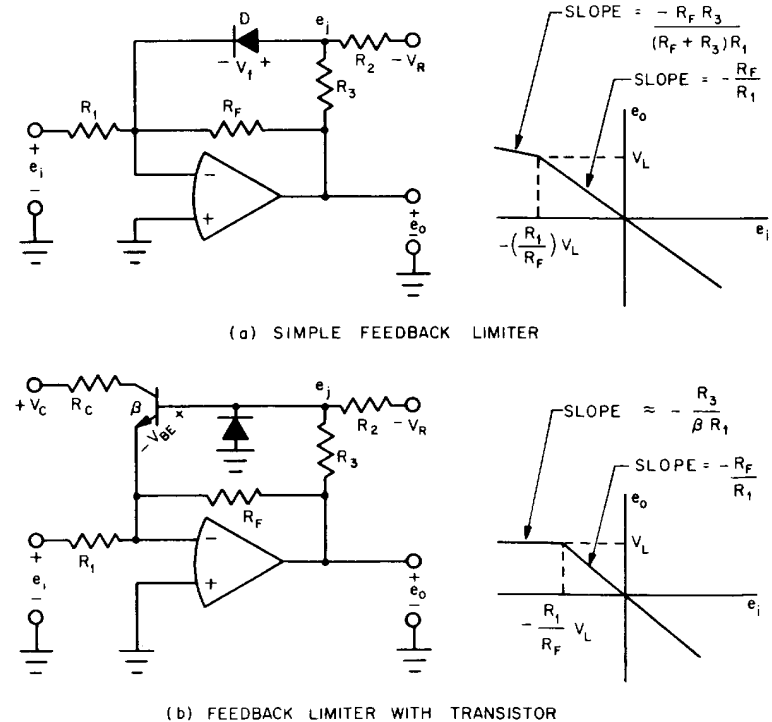 SLOPE = - R_F R_3 / (R_F + R_3) R_1
SLOPE = - R_F / R_1
D
e_j
- V_f +
R_2
- V_R
R_3
R_1
R_F
+
e_i
-
-
+
+
e_o
-
e_o
V_L
e_i
-(R_1 / R_F) V_L
(a) SIMPLE FEEDBACK LIMITER
+ V_C
R_C
β
- V_BE +
e_j
R_2
- V_R
R_3
R_F
R_1
+
e_i
-
-
+
+
e_o
-
SLOPE ≈ - R_3 / β R_1
SLOPE = - R_F / R_1
e_o
V_L
e_i
- R_1 / R_F V_L
(b) FEEDBACK LIMITER WITH TRANSISTOR